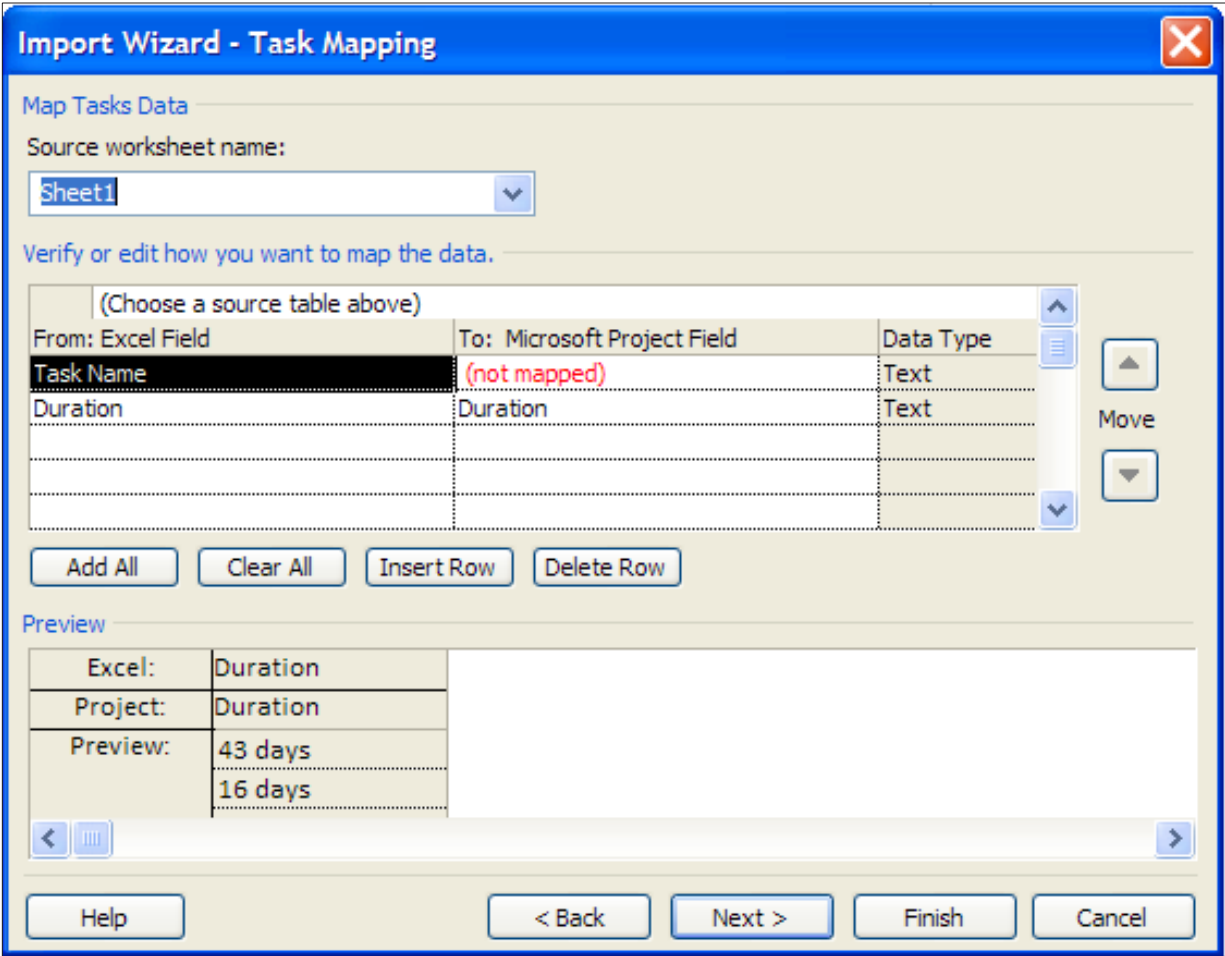 Import Wizard - Task Mapping
Map Tasks Data
Source worksheet name:
Sheet1
Verify or edit how you want to map the data.
(Choose a source table above)
From: Excel Field To: Microsoft Project Field Data Type
Task Name (not mapped) Text
Duration Duration Text
Move
Add All Clear All Insert Row Delete Row
Preview
Excel: Duration
Project: Duration
Preview: 43 days
16 days
Help < Back Next > Finish Cancel